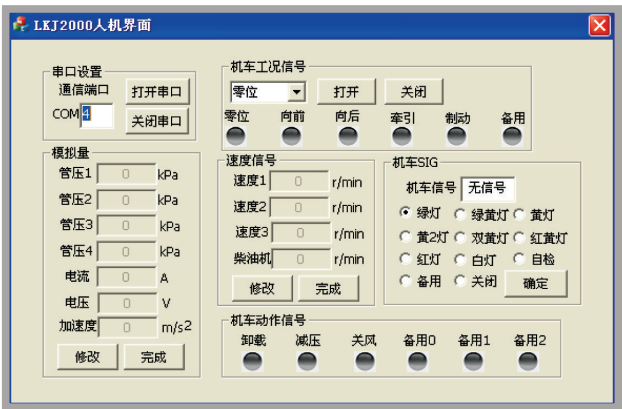 LKJ2000人机界面
串口设置
通信端口 打开串口
COM 4 关闭串口
机车工况信号
零位 打开 关闭
零位 向前 向后 牵引 制动 备用
模拟量
管压1 0 kPa
管压2 0 kPa
管压3 0 kPa
管压4 0 kPa
电流 0 A
电压 0 V
加速度 0 m/s2
修改 完成
速度信号
速度1 0 r/min
速度2 0 r/min
速度3 0 r/min
柴油机 0 r/min
修改 完成
机车SIG
机车信号 无信号
绿灯 绿黄灯 黄灯
黄2灯 双黄灯 红黄灯
红灯 白灯 自检
备用 关闭 确定
机车动作信号
卸载 减压 关风 备用0 备用1 备用2